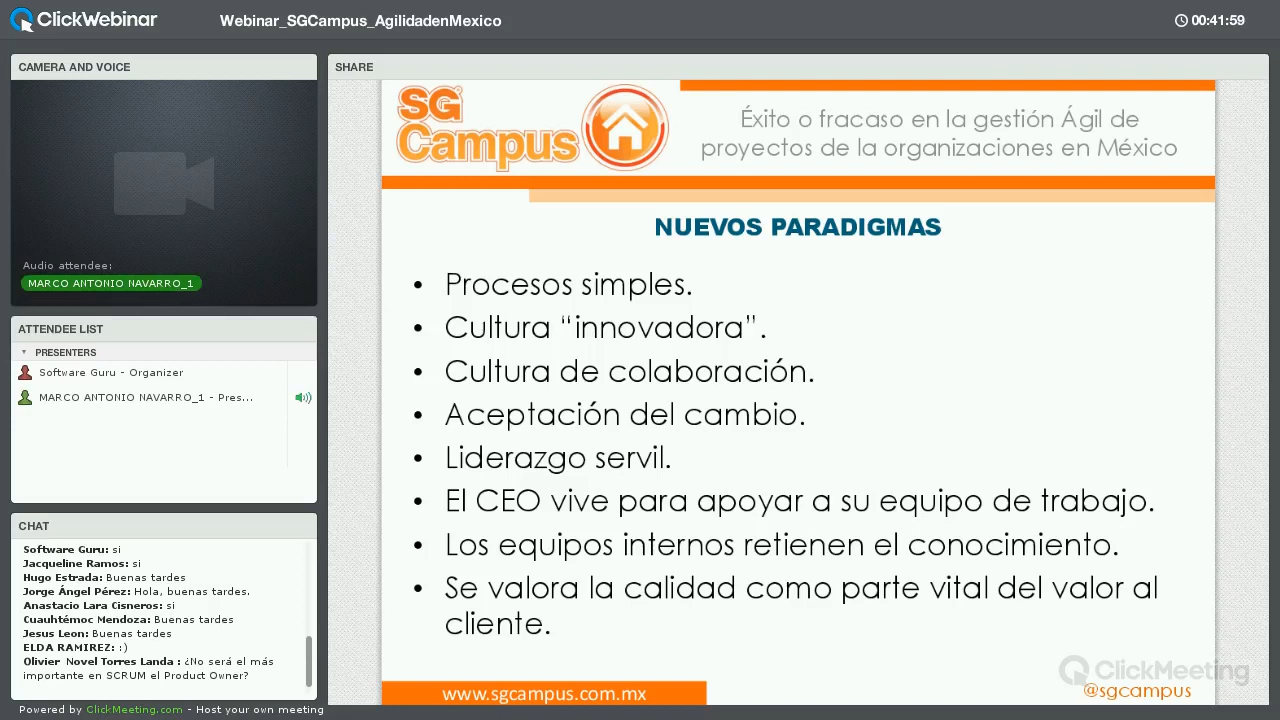 ClickWebinar
Webinar_SGCampus_AgilidadenMexico
00:41:59
CAMERA AND VOICE
Audio attendee:
MARCO ANTONIO NAVARRO_1
ATTENDEE LIST
PRESENTERS
Software Guru - Organizer
MARCO ANTONIO NAVARRO_1 - Pres...
CHAT
Software Guru: si
Jacqueline Ramos: si
Hugo Estrada: Buenas tardes
Jorge Ángel Pérez: Hola, buenas tardes.
Anastacio Lara Cisneros: si
Cuauhtémoc Mendoza: Buenas tardes
Jesus Leon: Buenas tardes
ELDA RAMIREZ: :)
Olivier Novel Torres Landa : ¿No será el más
importante en SCRUM el Product Owner?
Powered by ClickMeeting.com - Host your own meeting
SHARE
SG
Campus
Éxito o fracaso en la gestión Ágil de
proyectos de la organizaciones en México
NUEVOS PARADIGMAS
• Procesos simples.
• Cultura “innovadora”.
• Cultura de colaboración.
• Aceptación del cambio.
• Liderazgo servil.
• El CEO vive para apoyar a su equipo de trabajo.
• Los equipos internos retienen el conocimiento.
• Se valora la calidad como parte vital del valor al
cliente.
www.sgcampus.com.mx
ClickMeeting
@sgcampus